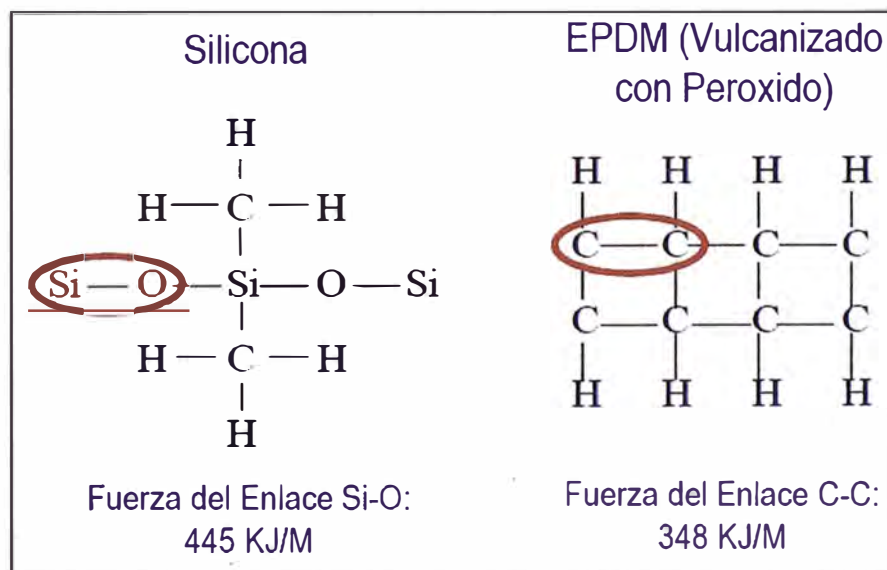 Silicona
H
H — C — H
Si — O — Si — O — Si
H — C — H
H
Fuerza del Enlace Si-O:
445 KJ/M
EPDM (Vulcanizado
con Peroxido)
H H H H
C — C — C — C
C — C — C — C
H H H H
Fuerza del Enlace C-C:
348 KJ/M